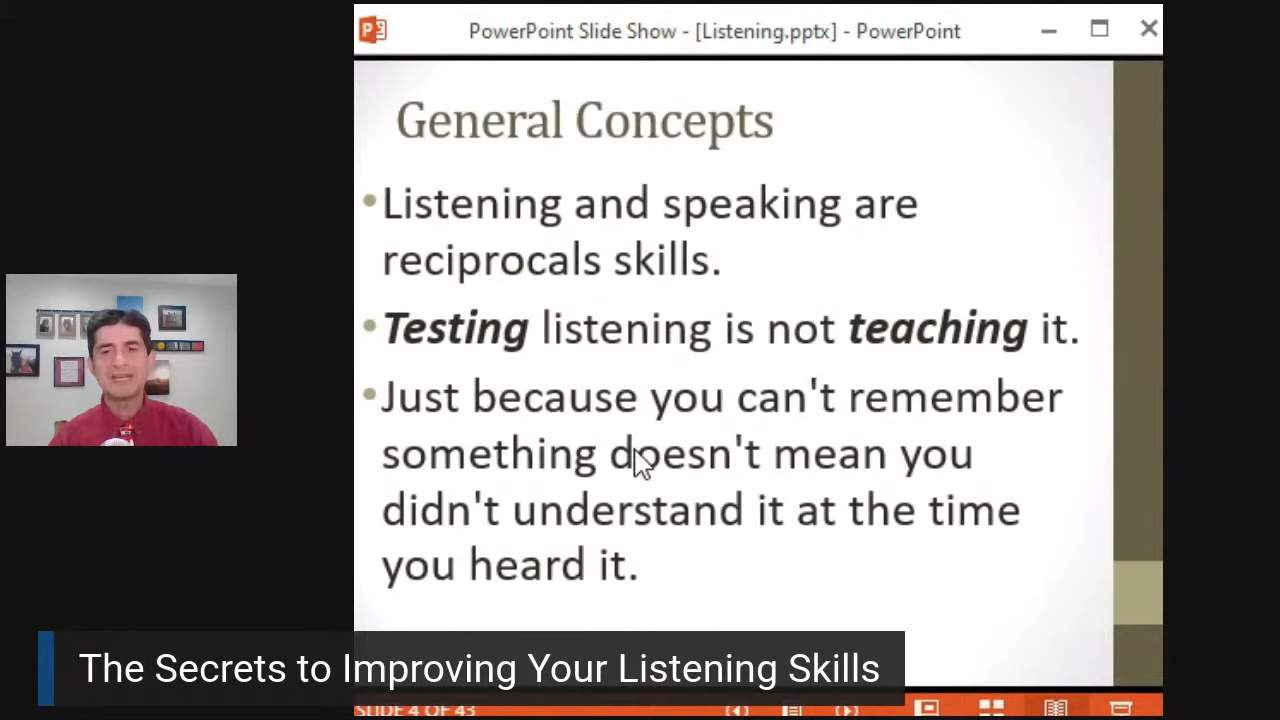 PowerPoint Slide Show - [Listening.pptx] - PowerPoint
General Concepts
•Listening and speaking are
reciprocals skills.
•Testing listening is not teaching it.
•Just because you can't remember
something doesn't mean you
didn't understand it at the time
you heard it.
The Secrets to Improving Your Listening Skills
SLIDE 4 OF 43